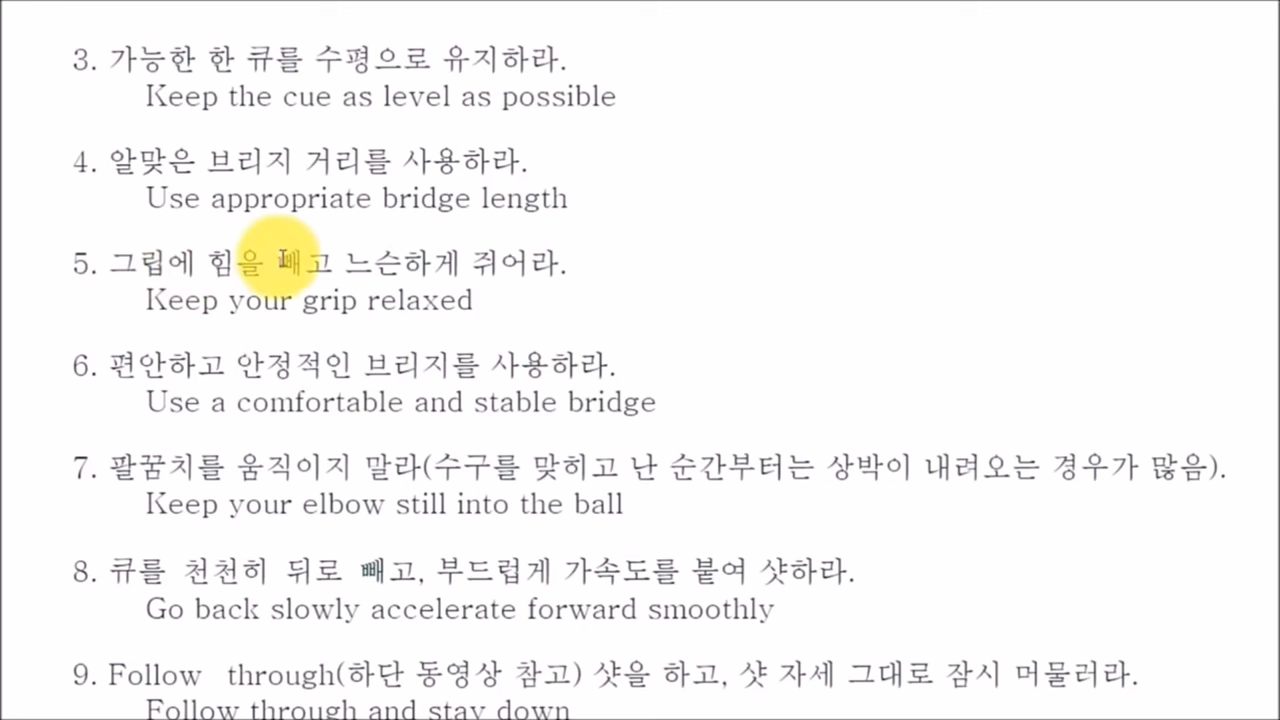 3. 가능한 한 큐를 수평으로 유지하라.
Keep the cue as level as possible
4. 알맞은 브리지 거리를 사용하라.
Use appropriate bridge length
5. 그립에 힘을 빼고 느슨하게 쥐어라.
Keep your grip relaxed
6. 편안하고 안정적인 브리지를 사용하라.
Use a comfortable and stable bridge
7. 팔꿈치를 움직이지 말라(수구를 맞히고 난 순간부터는 상박이 내려오는 경우가 많음).
Keep your elbow still into the ball
8. 큐를 천천히 뒤로 빼고, 부드럽게 가속도를 붙여 샷하라.
Go back slowly accelerate forward smoothly
9. Follow through(하단 동영상 참고) 샷을 하고, 샷 자세 그대로 잠시 머물러라.
Follow through and stay down